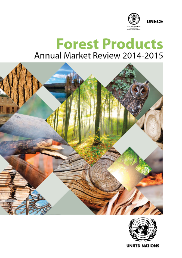 UNECE
Forest Products
Annual Market Review 2014-2015
UNITED NATIONS